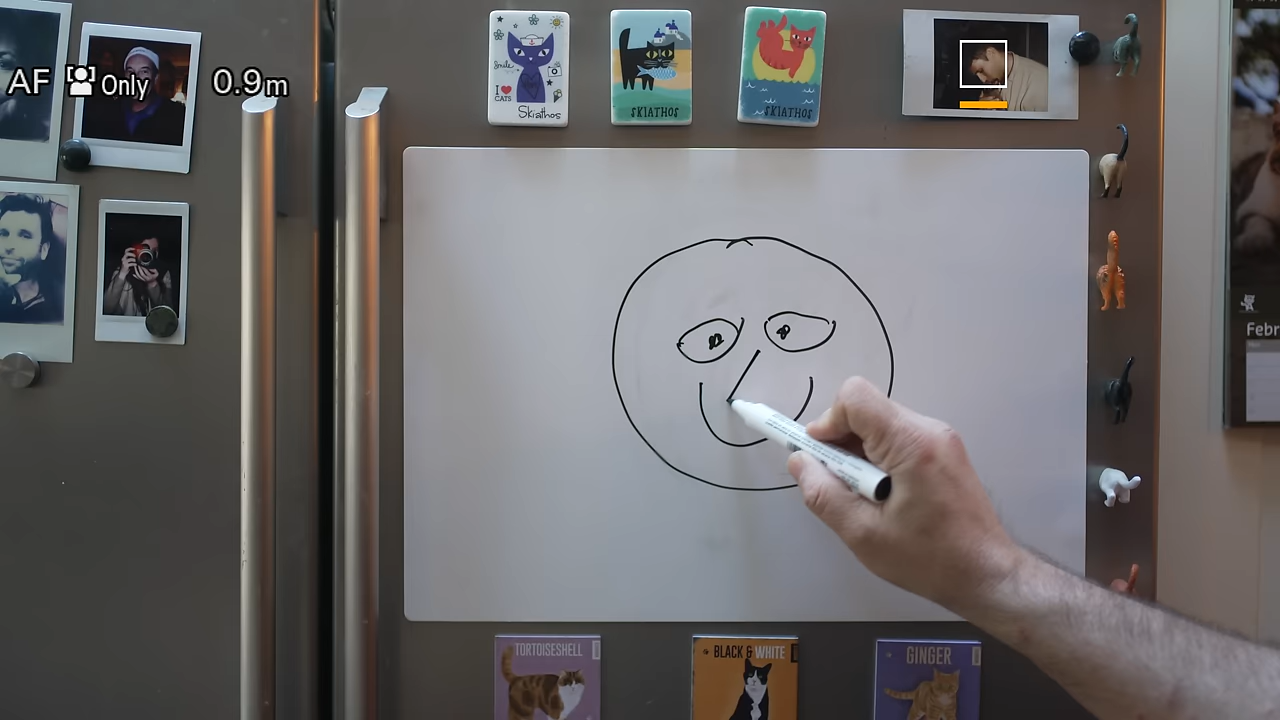 AF Only 0.9m
Smile
I ❤ CATS
Skiathos
SKIATHOS
SKIATHOS
Febr
TORTOISESHELL
BLACK & WHITE
GINGER